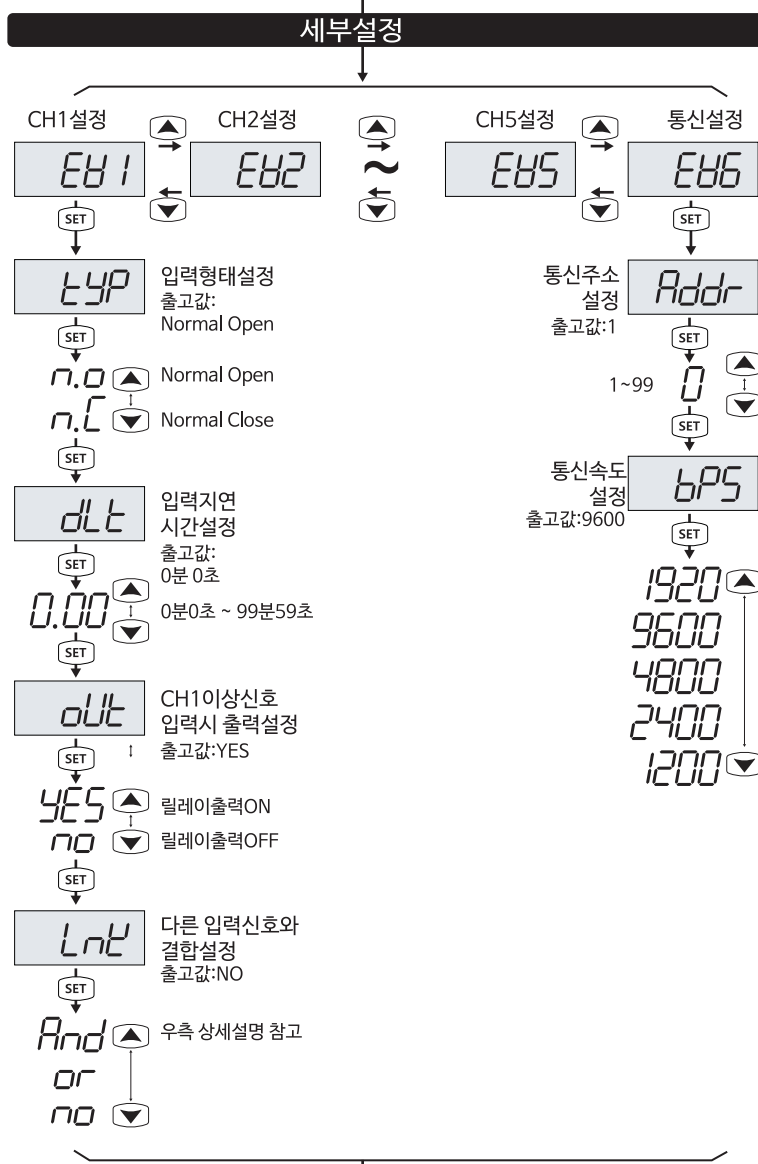 세부설정
CH1설정
CH2설정
~
CH5설정
통신설정
EH1
EH2
EH5
EH6
SET
SET
tYP
입력형태설정
출고값:
Normal Open
SET
n.o
Normal Open
n.C
Normal Close
SET
dLt
입력지연
시간설정
출고값:
0분 0초
SET
0.00
0분0초 ~ 99분59초
SET
oUt
CH1이상신호
입력시 출력설정
출고값:YES
SET
YES
릴레이출력ON
no
릴레이출력OFF
SET
Lnk
다른 입력신호와
결합설정
출고값:NO
SET
And
우측 상세설명 참고
or
no
통신주소
설정
출고값:1
Addr
SET
1~99
0
SET
통신속도
설정
출고값:9600
bPS
SET
1920
9600
4800
2400
1200